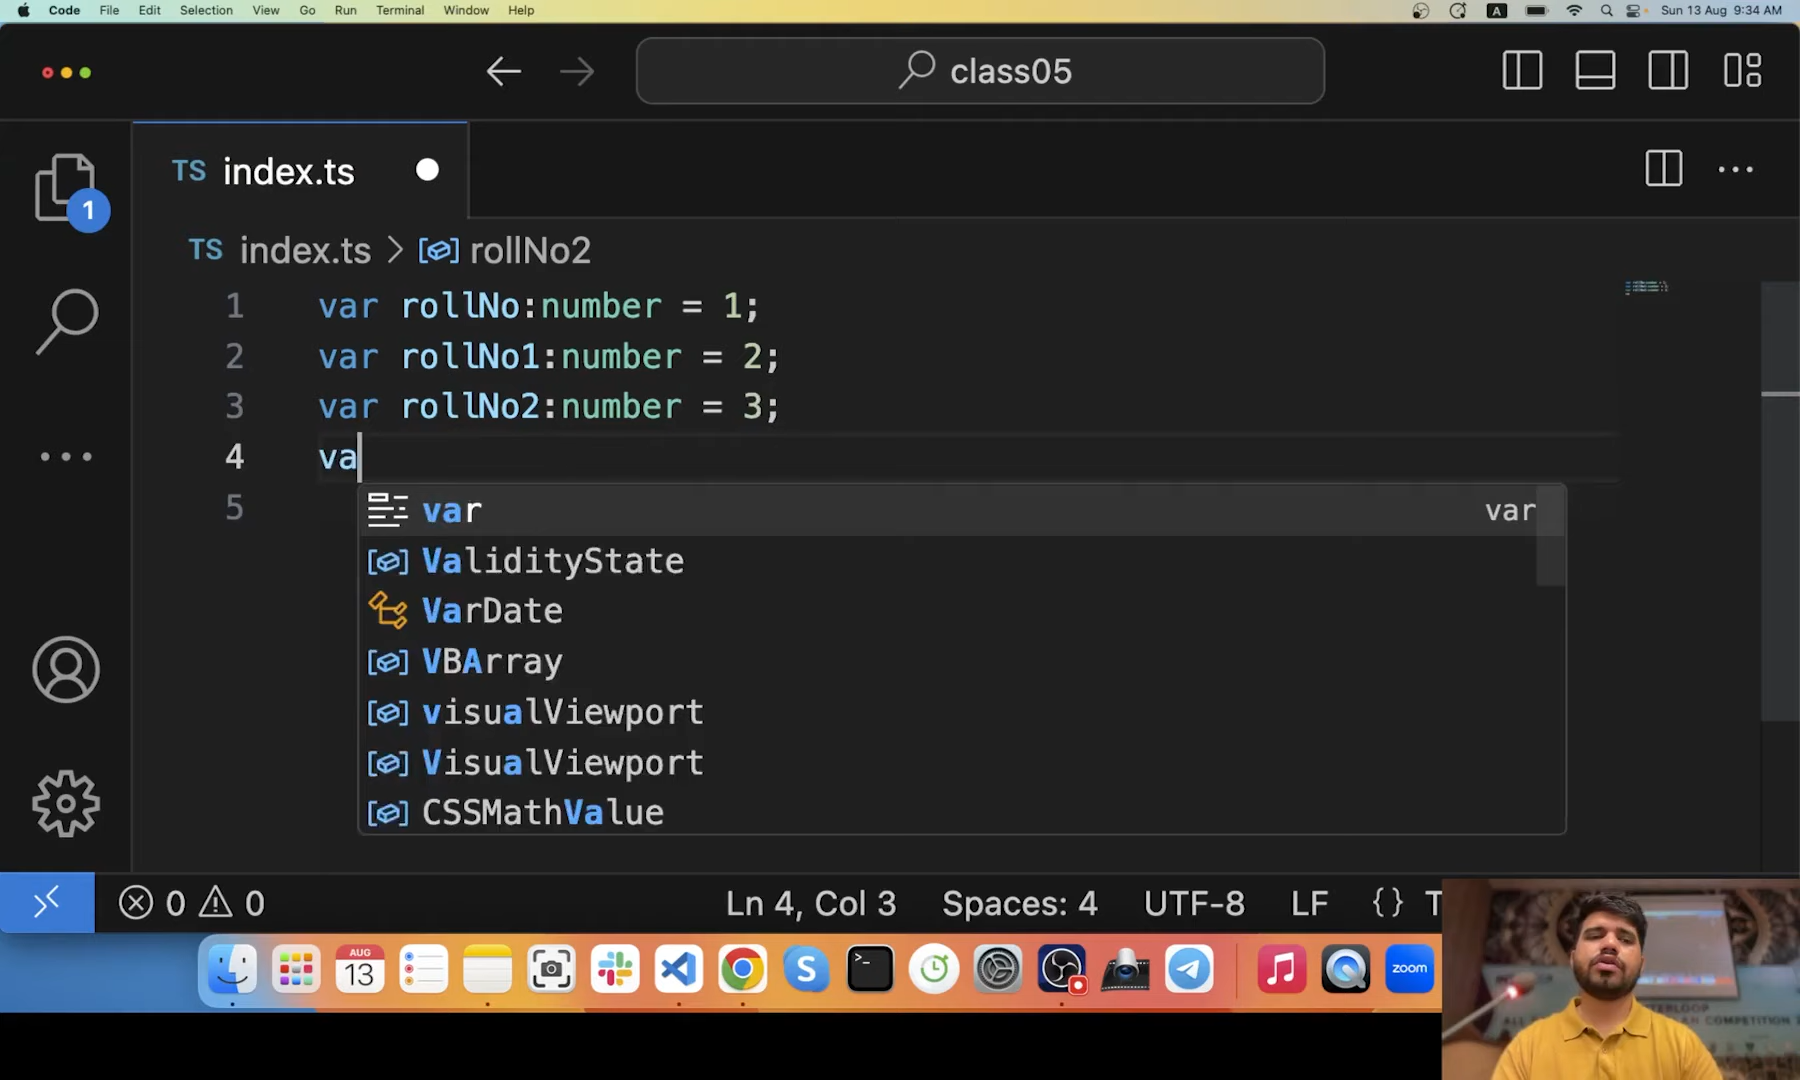 Code File Edit Selection View Go Run Terminal Window Help A Sun 13 Aug 9:34 AM
class05
TS index.ts
1
TS index.ts > rollNo2
1 var rollNo:number = 1;
2 var rollNo1:number = 2;
3 var rollNo2:number = 3;
4 va
5
var var
ValidityState
VarDate
VBArray
visualViewport
VisualViewport
CSSMathValue
0 0 Ln 4, Col 3 Spaces: 4 UTF-8 LF {} T
AUG
13
S
zoom
COMPETITION